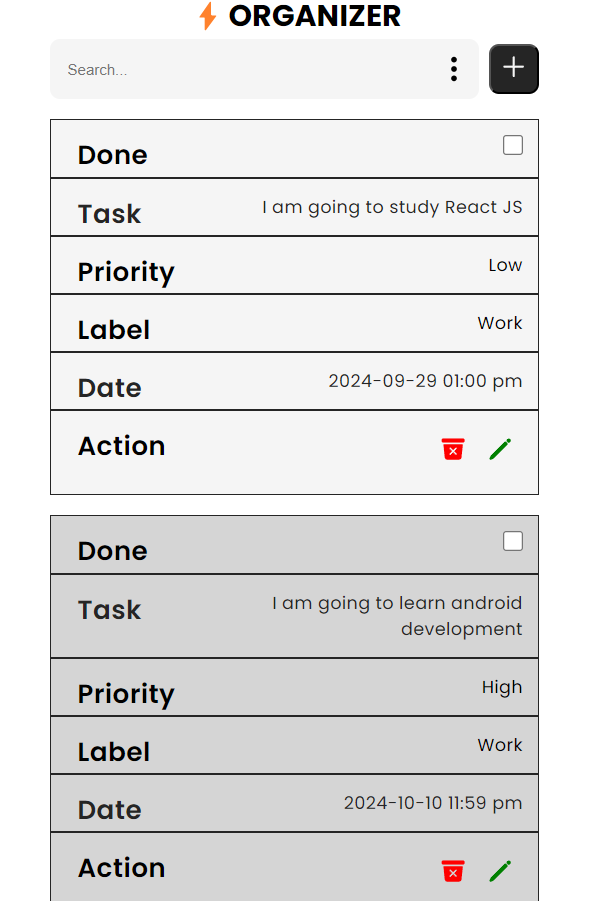 ORGANIZER
Search...
Done
Task I am going to study React JS
Priority Low
Label Work
Date 2024-09-29 01:00 pm
Action
Done
Task I am going to learn android
development
Priority High
Label Work
Date 2024-10-10 11:59 pm
Action